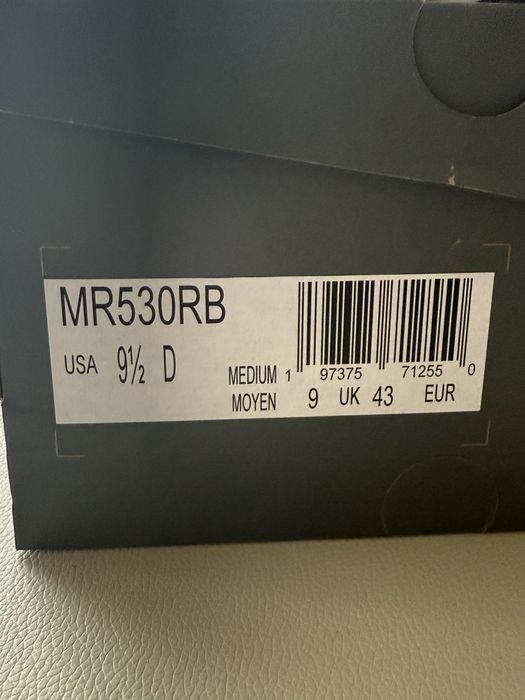 MR530RB
USA 9½ D
MEDIUM 1 97375 71255 0
MOYEN 9 UK 43 EUR